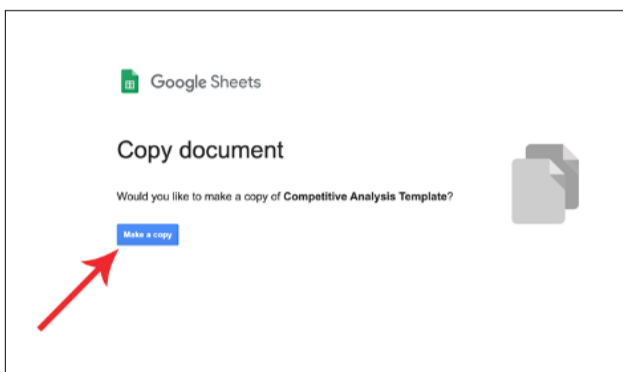 Google Sheets
Copy document
Would you like to make a copy of Competitive Analysis Template?
Make a copy